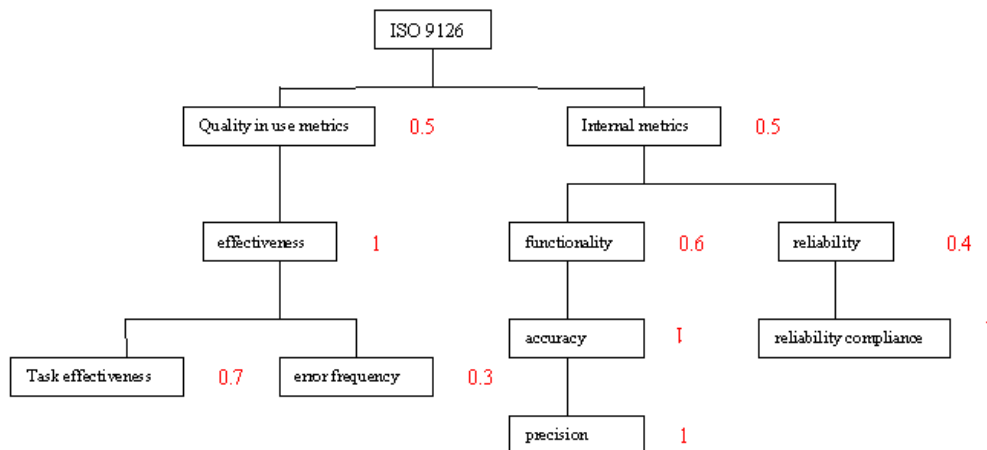 ISO 9126
Quality in use metrics 0.5 Internal metrics 0.5
effectiveness 1 functionality 0.6 reliability 0.4
accuracy 1 reliability compliance
Task effectiveness 0.7 error frequency 0.3
precision 1